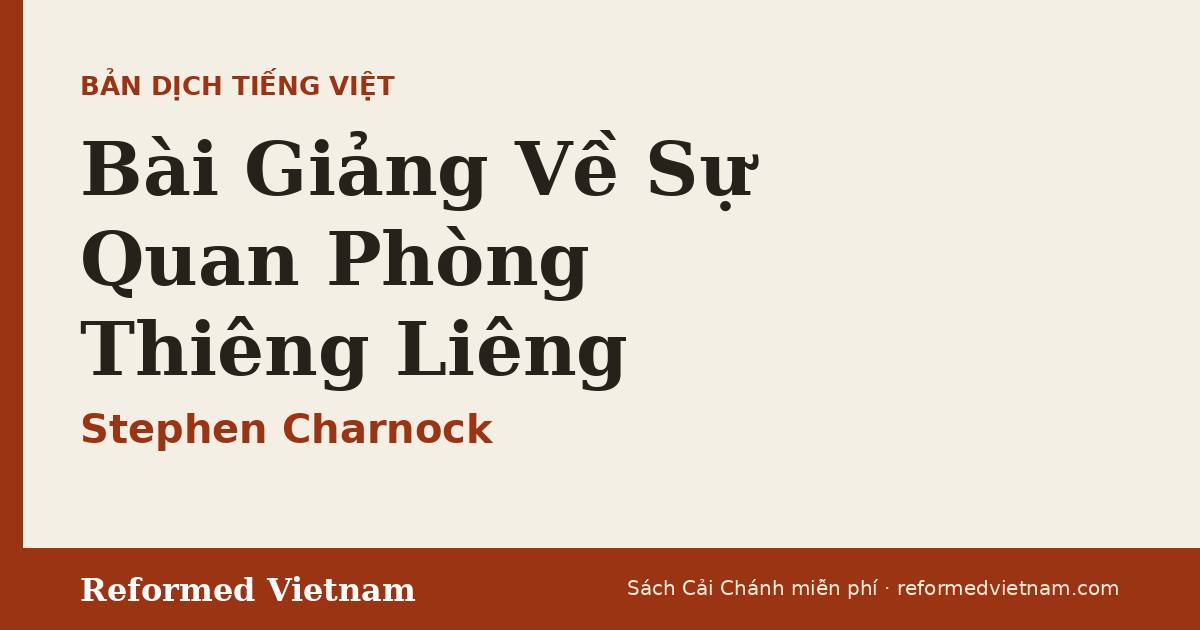 BẢN DỊCH TIẾNG VIỆT
Bài Giảng Về Sự
Quan Phòng
Thiêng Liêng
Stephen Charnock
Reformed Vietnam
Sách Cải Chánh miễn phí · reformedvietnam.com